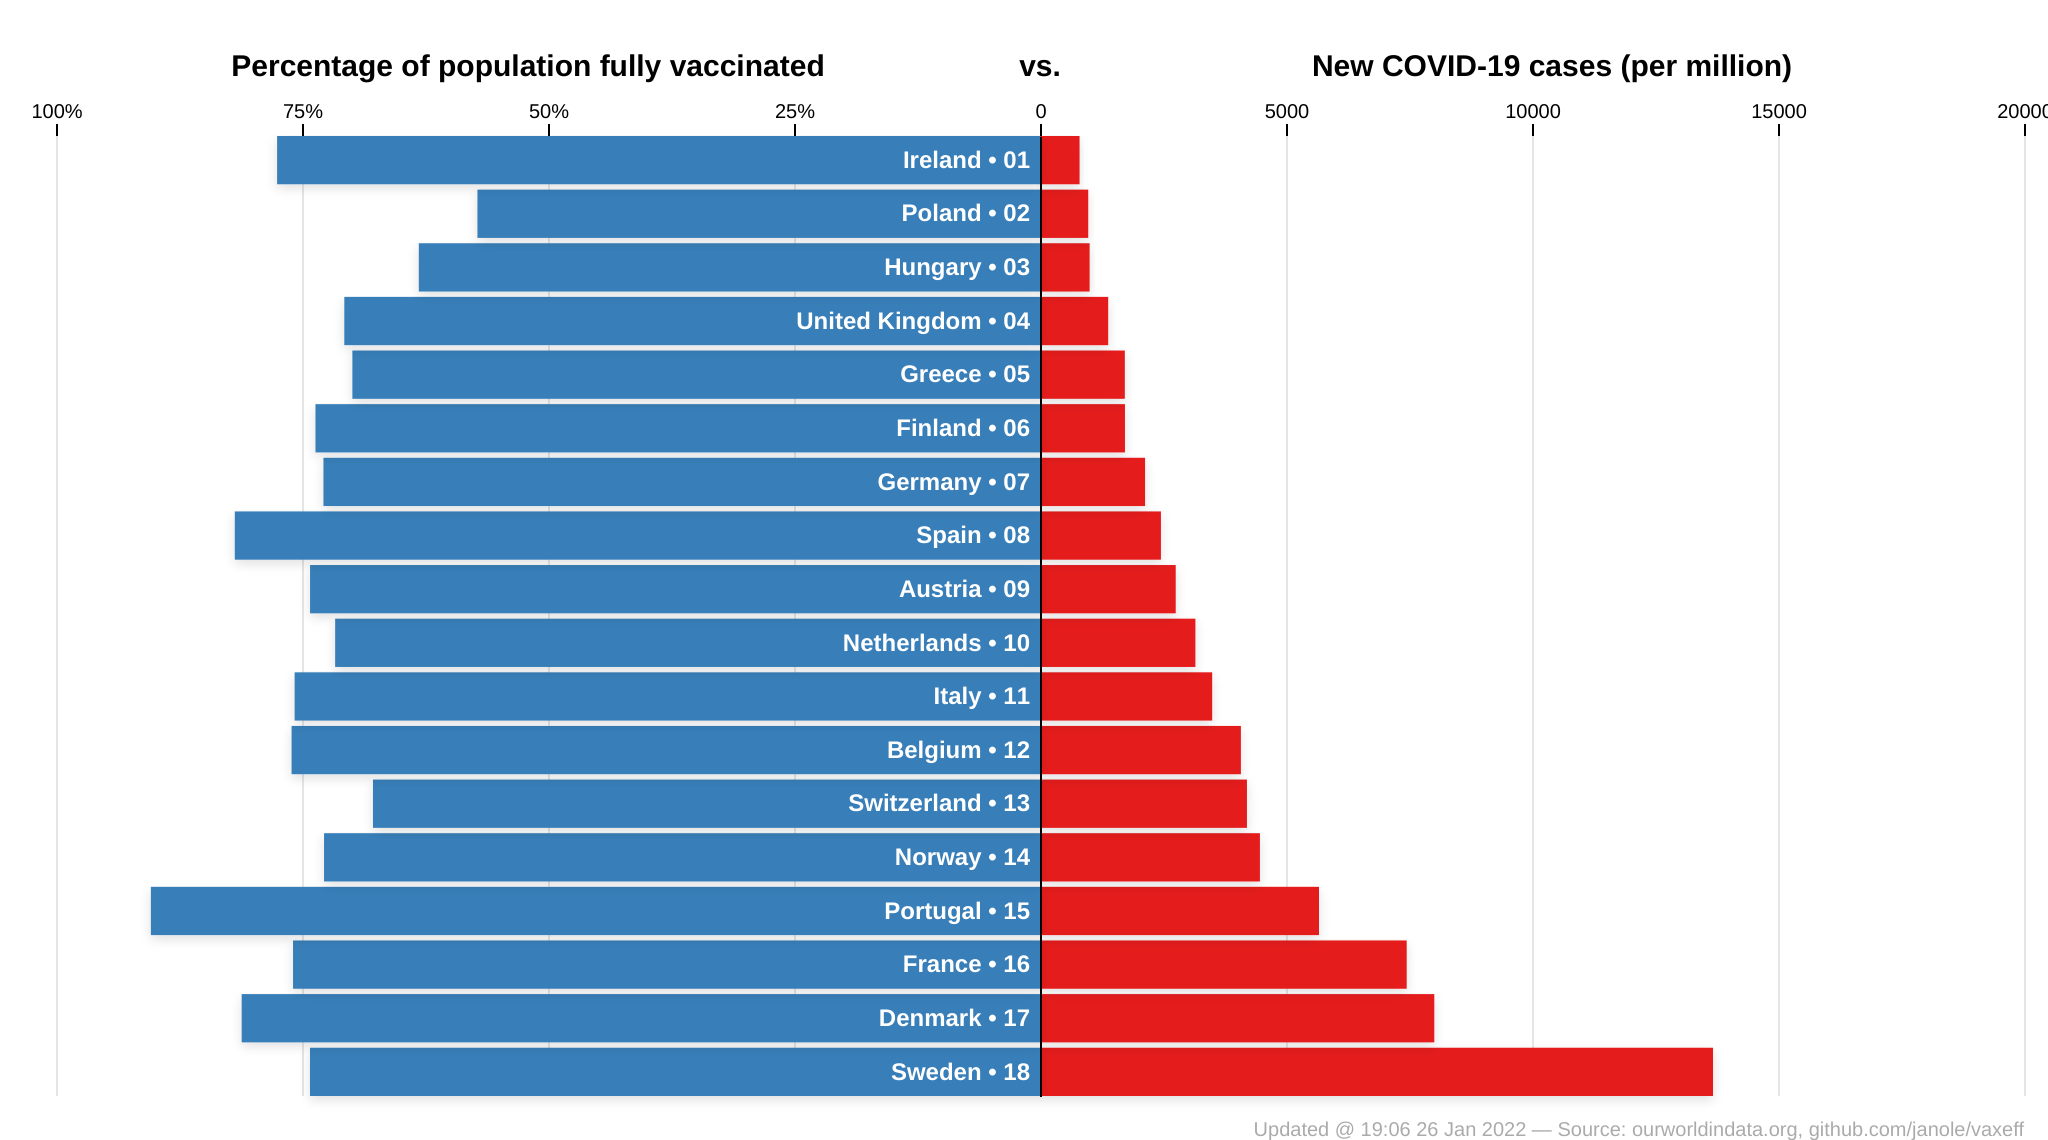 Percentage of population fully vaccinated vs. New COVID-19 cases (per million)
100% 75% 50% 25% 0 5000 10000 15000 20000
Ireland • 01
Poland • 02
Hungary • 03
United Kingdom • 04
Greece • 05
Finland • 06
Germany • 07
Spain • 08
Austria • 09
Netherlands • 10
Italy • 11
Belgium • 12
Switzerland • 13
Norway • 14
Portugal • 15
France • 16
Denmark • 17
Sweden • 18
Updated @ 19:06 26 Jan 2022 — Source: ourworldindata.org, github.com/janole/vaxeff